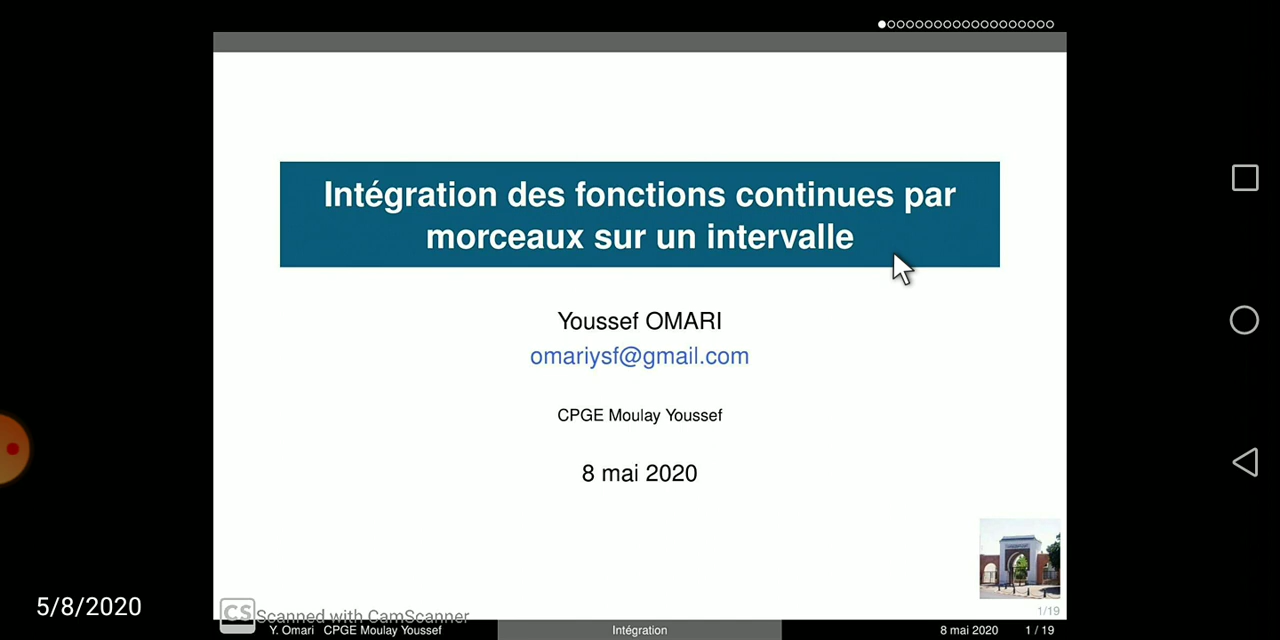 Intégration des fonctions continues par
morceaux sur un intervalle
Youssef OMARI
omariysf@gmail.com
CPGE Moulay Youssef
8 mai 2020
1/19
5/8/2020
CS Scanned with CamScanner
Y. Omari CPGE Moulay Youssef Intégration 8 mai 2020 1 / 19